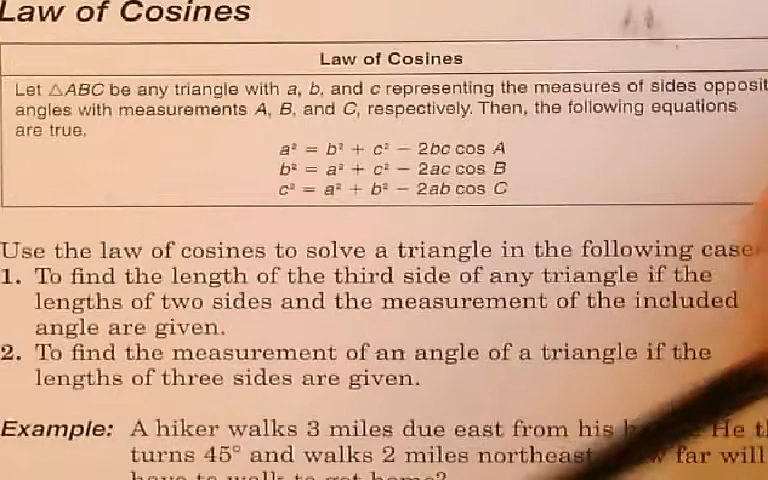 Law of Cosines
Law of Cosines
Let △ABC be any triangle with a, b, and c representing the measures of sides opposit
angles with measurements A, B, and C, respectively. Then, the following equations
are true.
a² = b² + c² − 2bc cos A
b² = a² + c² − 2ac cos B
c² = a² + b² − 2ab cos C
Use the law of cosines to solve a triangle in the following case
1. To find the length of the third side of any triangle if the
lengths of two sides and the measurement of the included
angle are given.
2. To find the measurement of an angle of a triangle if the
lengths of three sides are given.
Example: A hiker walks 3 miles due east from his He t
turns 45° and walks 2 miles northeast far will
have to walk to get home?